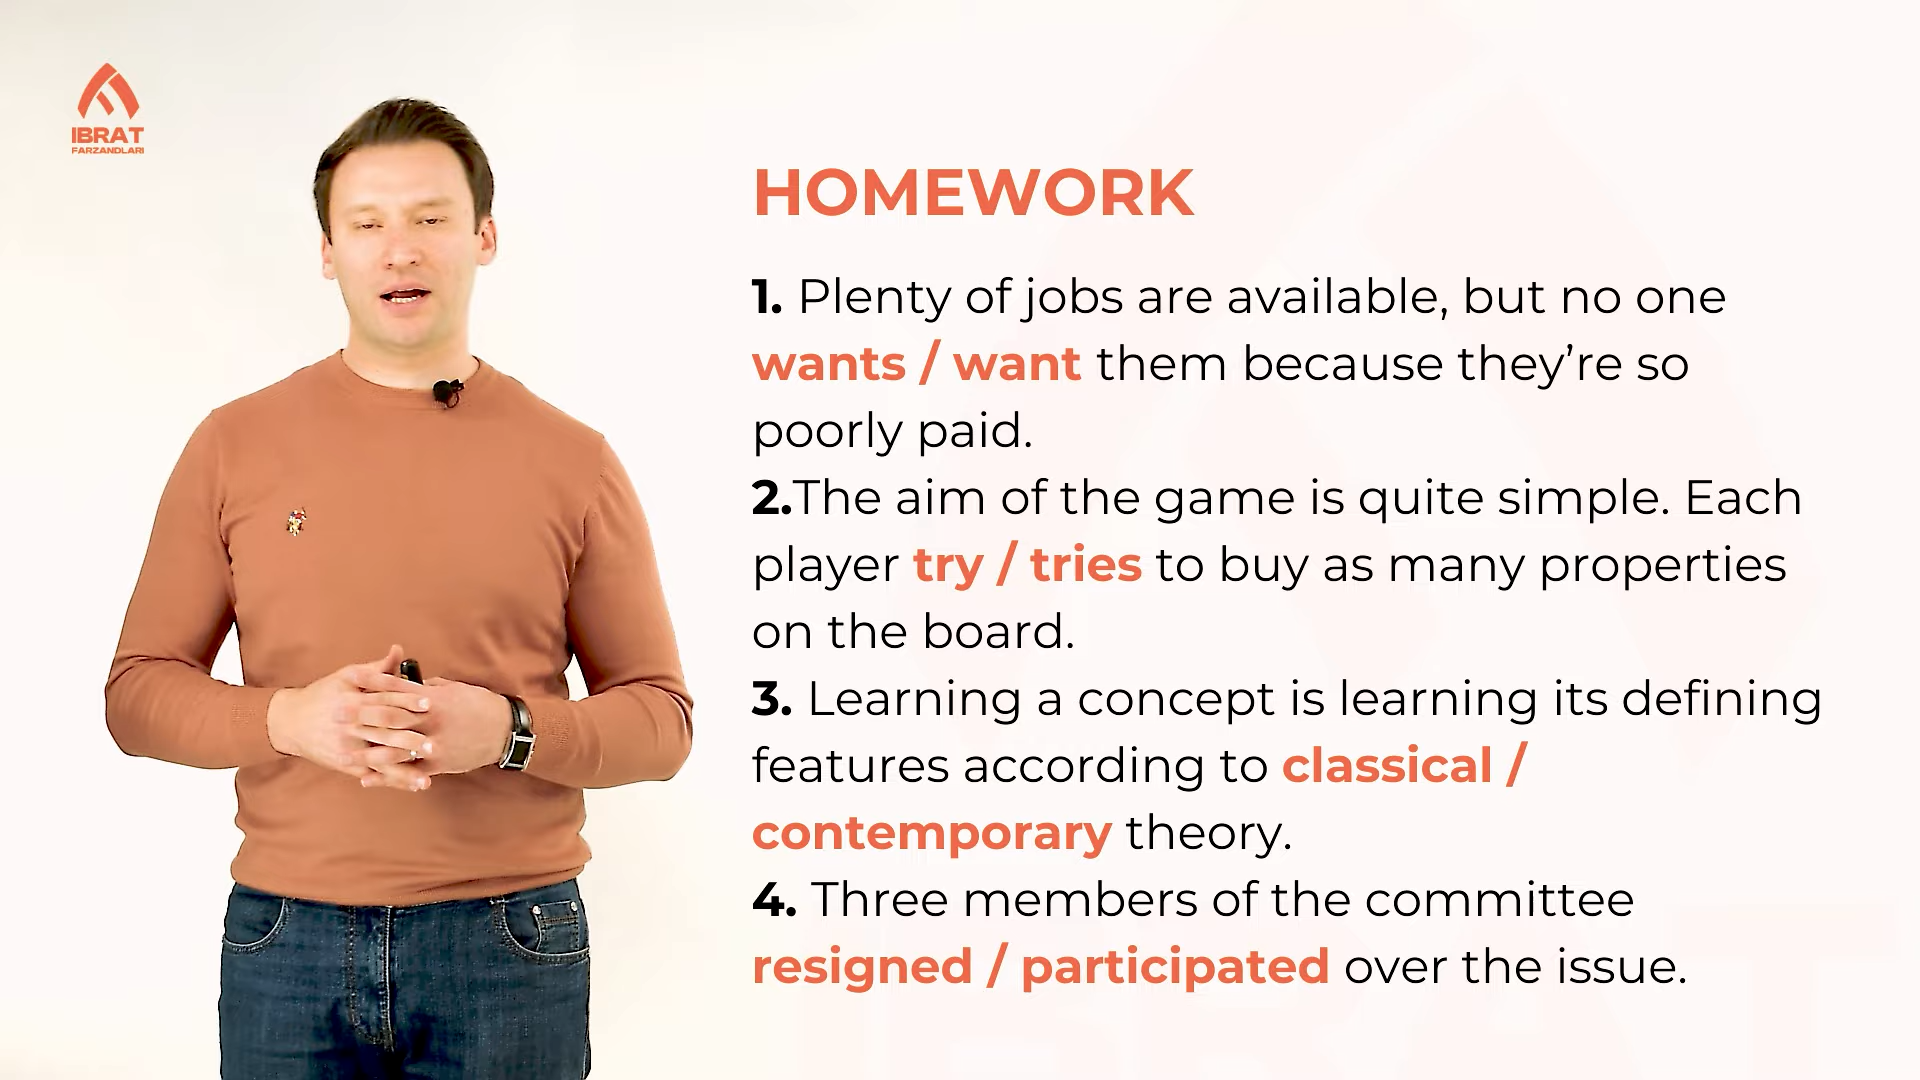 IBRAT
FARZANDLARI
HOMEWORK
1. Plenty of jobs are available, but no one
wants / want them because they’re so
poorly paid.
2.The aim of the game is quite simple. Each
player try / tries to buy as many properties
on the board.
3. Learning a concept is learning its defining
features according to classical /
contemporary theory.
4. Three members of the committee
resigned / participated over the issue.